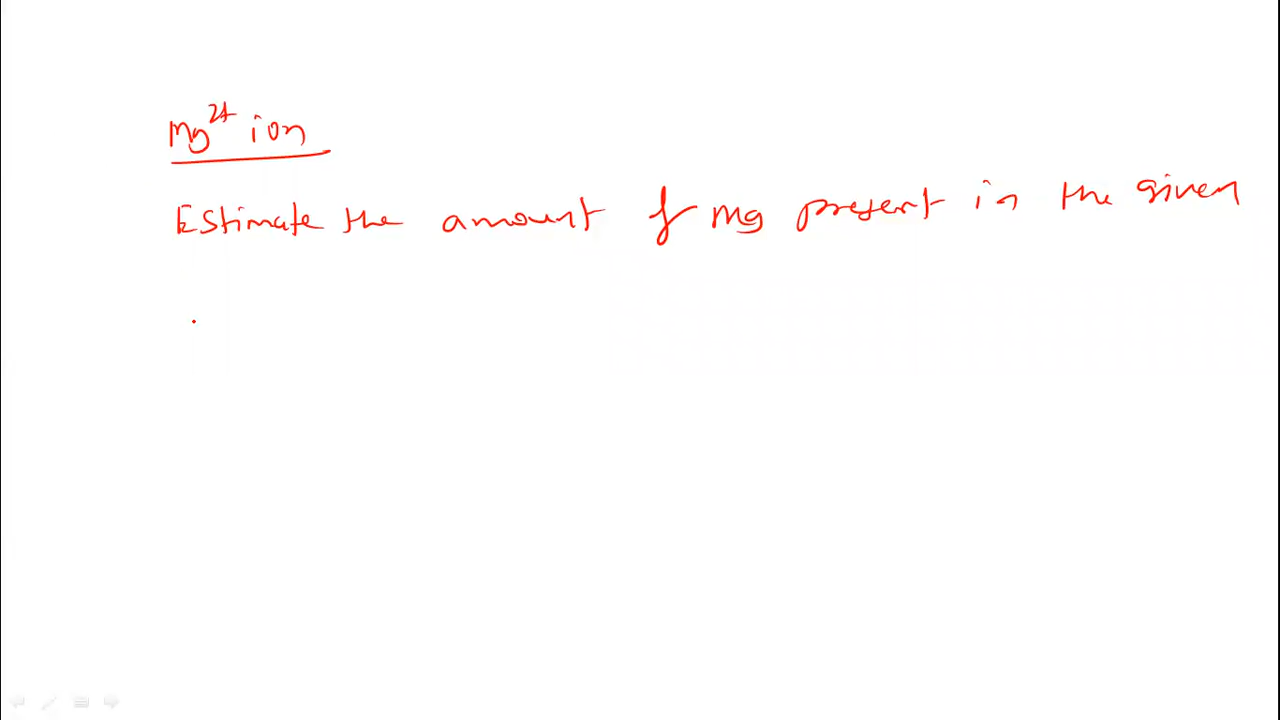 Mg²⁺ ion
Estimate the amount of Mg present in the given